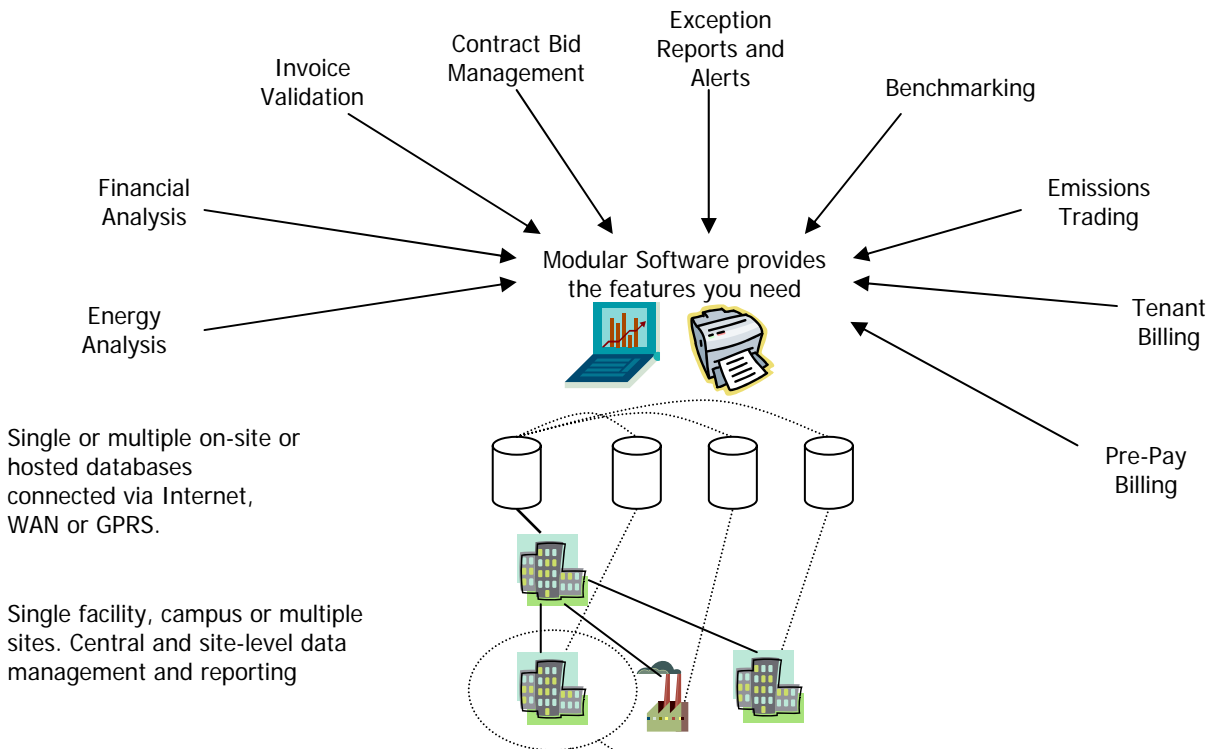 Exception
Reports and
Alerts
Contract Bid
Management
Invoice
Validation
Benchmarking
Financial
Analysis
Emissions
Trading
Modular Software provides
the features you need
Energy
Analysis
Tenant
Billing
Single or multiple on-site or
hosted databases
connected via Internet,
WAN or GPRS.
Pre-Pay
Billing
Single facility, campus or multiple
sites. Central and site-level data
management and reporting